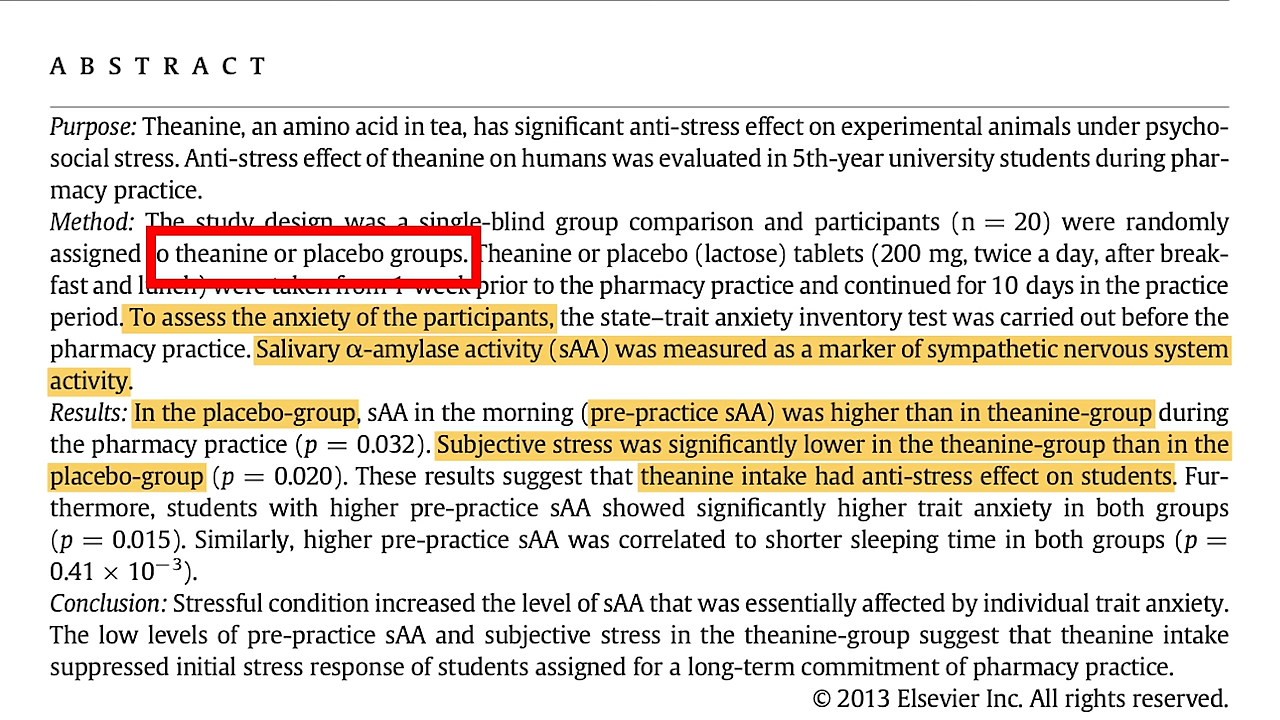 A B S T R A C T
Purpose: Theanine, an amino acid in tea, has significant anti-stress effect on experimental animals under psycho-
social stress. Anti-stress effect of theanine on humans was evaluated in 5th-year university students during phar-
macy practice.
Method: The study design was a single-blind group comparison and participants (n = 20) were randomly
assigned o theanine or placebo groups. Theanine or placebo (lactose) tablets (200 mg, twice a day, after break-
fast and lunch) were taken from 1 week prior to the pharmacy practice and continued for 10 days in the practice
period. To assess the anxiety of the participants, the state–trait anxiety inventory test was carried out before the
pharmacy practice. Salivary α-amylase activity (sAA) was measured as a marker of sympathetic nervous system
activity.
Results: In the placebo-group, sAA in the morning (pre-practice sAA) was higher than in theanine-group during
the pharmacy practice (p = 0.032). Subjective stress was significantly lower in the theanine-group than in the
placebo-group (p = 0.020). These results suggest that theanine intake had anti-stress effect on students. Fur-
thermore, students with higher pre-practice sAA showed significantly higher trait anxiety in both groups
(p = 0.015). Similarly, higher pre-practice sAA was correlated to shorter sleeping time in both groups (p =
0.41 × 10⁻³).
Conclusion: Stressful condition increased the level of sAA that was essentially affected by individual trait anxiety.
The low levels of pre-practice sAA and subjective stress in the theanine-group suggest that theanine intake
suppressed initial stress response of students assigned for a long-term commitment of pharmacy practice.
© 2013 Elsevier Inc. All rights reserved.